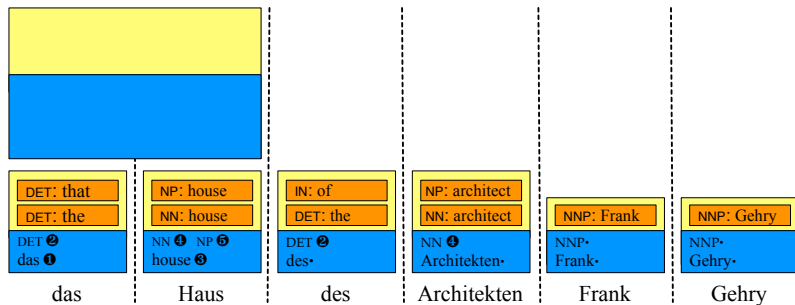 DET: that
DET: the
DET ❷
das ❶
NP: house
NN: house
NN ❹ NP ❺
house ❸
IN: of
DET: the
DET ❷
des•
NP: architect
NN: architect
NN ❹
Architekten•
NNP: Frank
NNP•
Frank•
NNP: Gehry
NNP•
Gehry•
das Haus des Architekten Frank Gehry